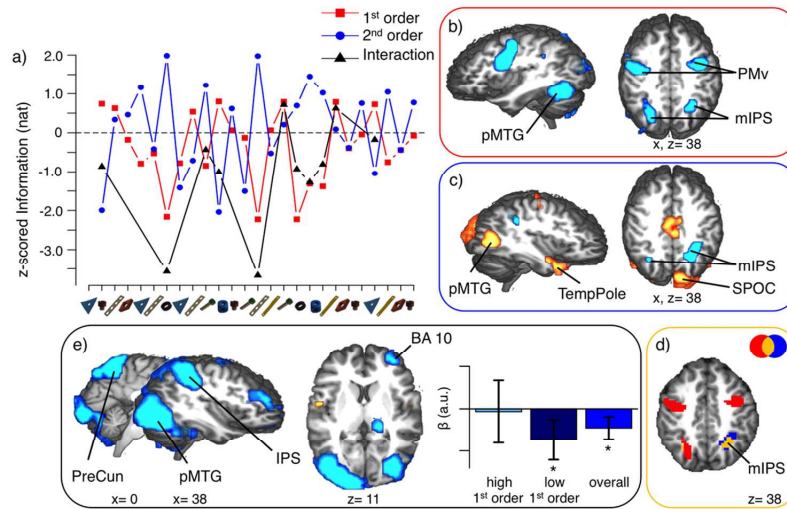 1st order
2nd order
Interaction
a)
z-scored Information (nat)
2.0
1.0
0
-1.0
-2.0
-3.0
b)
PMv
pMTG
mIPS
x, z= 38
c)
mIPS
pMTG
TempPole
SPOC
x, z= 38
e)
BA 10
β (a.u.)
PreCun
pMTG
IPS
x= 0
x= 38
z= 11
high
1st order
low
1st order
overall
*
*
d)
mIPS
z= 38